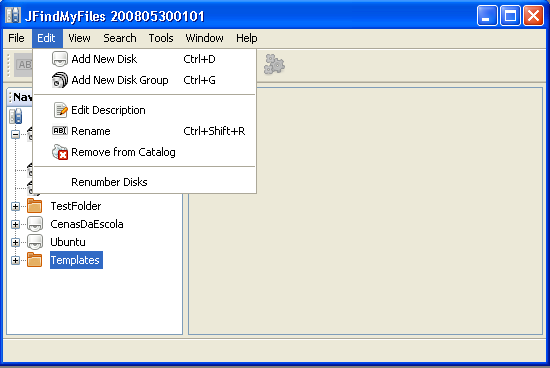 JFindMyFiles 200805300101
File Edit View Search Tools Window Help
Add New Disk Ctrl+D
Add New Disk Group Ctrl+G
Edit Description
Rename Ctrl+Shift+R
Remove from Catalog
Renumber Disks
TestFolder
CenasDaEscola
Ubuntu
Templates